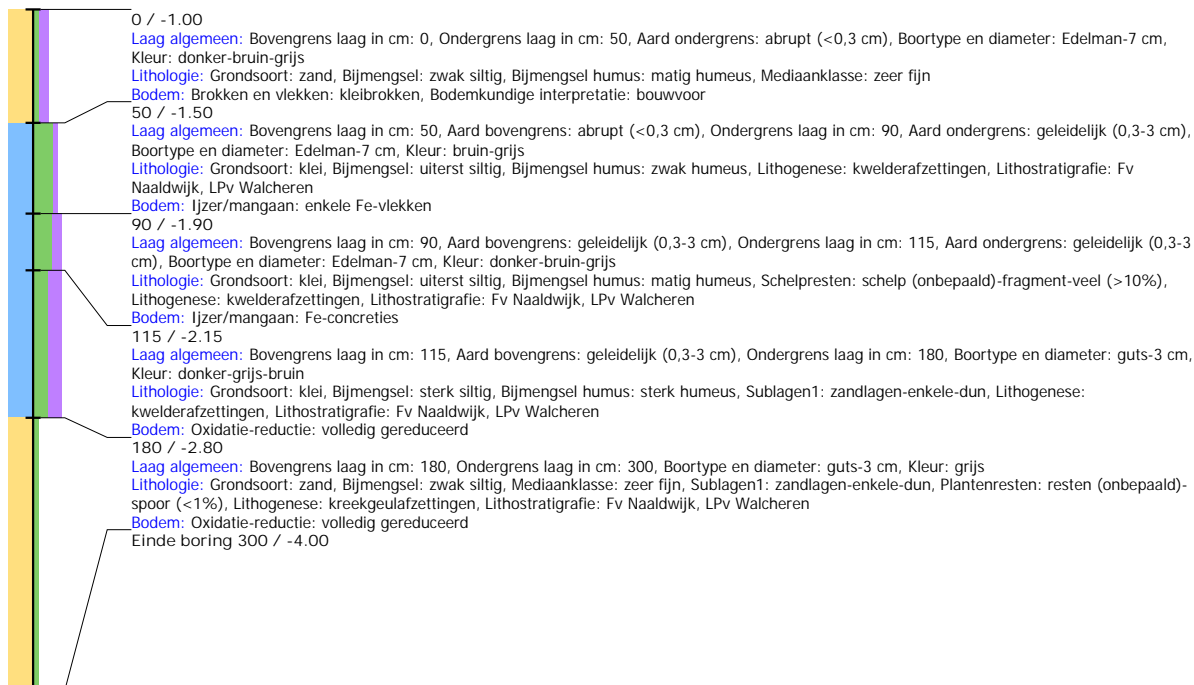 0 / -1.00
Laag algemeen: Bovengrens laag in cm: 0, Ondergrens laag in cm: 50, Aard ondergrens: abrupt (<0,3 cm), Boortype en diameter: Edelman-7 cm,
Kleur: donker-bruin-grijs
Lithologie: Grondsoort: zand, Bijmengsel: zwak siltig, Bijmengsel humus: matig humeus, Mediaanklasse: zeer fijn
Bodem: Brokken en vlekken: kleibrokken, Bodemkundige interpretatie: bouwvoor
50 / -1.50
Laag algemeen: Bovengrens laag in cm: 50, Aard bovengrens: abrupt (<0,3 cm), Ondergrens laag in cm: 90, Aard ondergrens: geleidelijk (0,3-3 cm),
Boortype en diameter: Edelman-7 cm, Kleur: bruin-grijs
Lithologie: Grondsoort: klei, Bijmengsel: uiterst siltig, Bijmengsel humus: zwak humeus, Lithogenese: kwelderafzettingen, Lithostratigrafie: Fv
Naaldwijk, LPv Walcheren
Bodem: Ijzer/mangaan: enkele Fe-vlekken
90 / -1.90
Laag algemeen: Bovengrens laag in cm: 90, Aard bovengrens: geleidelijk (0,3-3 cm), Ondergrens laag in cm: 115, Aard ondergrens: geleidelijk (0,3-3
cm), Boortype en diameter: Edelman-7 cm, Kleur: donker-bruin-grijs
Lithologie: Grondsoort: klei, Bijmengsel: uiterst siltig, Bijmengsel humus: matig humeus, Schelpresten: schelp (onbepaald)-fragment-veel (>10%),
Lithogenese: kwelderafzettingen, Lithostratigrafie: Fv Naaldwijk, LPv Walcheren
Bodem: Ijzer/mangaan: Fe-concreties
115 / -2.15
Laag algemeen: Bovengrens laag in cm: 115, Aard bovengrens: geleidelijk (0,3-3 cm), Ondergrens laag in cm: 180, Boortype en diameter: guts-3 cm,
Kleur: donker-grijs-bruin
Lithologie: Grondsoort: klei, Bijmengsel: sterk siltig, Bijmengsel humus: sterk humeus, Sublagen1: zandlagen-enkele-dun, Lithogenese:
kwelderafzettingen, Lithostratigrafie: Fv Naaldwijk, LPv Walcheren
Bodem: Oxidatie-reductie: volledig gereduceerd
180 / -2.80
Laag algemeen: Bovengrens laag in cm: 180, Ondergrens laag in cm: 300, Boortype en diameter: guts-3 cm, Kleur: grijs
Lithologie: Grondsoort: zand, Bijmengsel: zwak siltig, Mediaanklasse: zeer fijn, Sublagen1: zandlagen-enkele-dun, Plantenresten: resten (onbepaald)-
spoor (<1%), Lithogenese: kreekgeulafzettingen, Lithostratigrafie: Fv Naaldwijk, LPv Walcheren
Bodem: Oxidatie-reductie: volledig gereduceerd
Einde boring 300 / -4.00